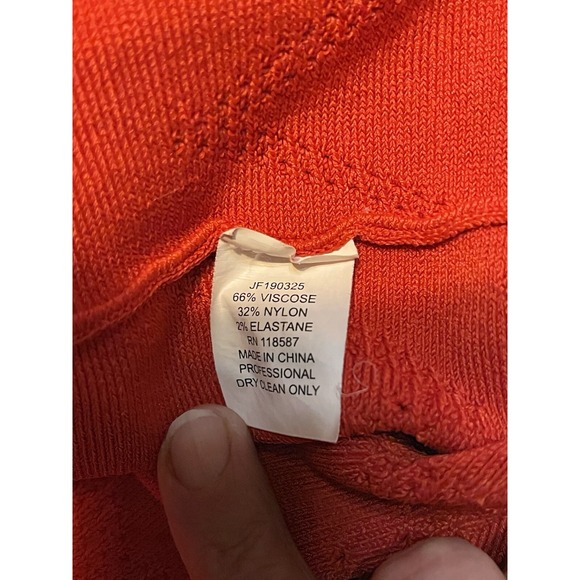 JF190325
66% VISCOSE
32% NYLON
2% ELASTANE
RN 118587
MADE IN CHINA
PROFESSIONAL
DRY CLEAN ONLY